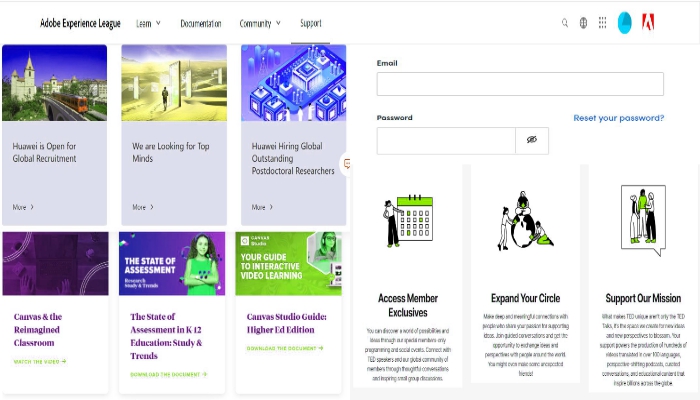 Adobe Experience League
Learn
Documentation
Community
Support
Huawei is Open for
Global Recruitment
More
We are Looking for Top
Minds
More
Huawei Hiring Global
Outstanding
Postdoctoral Researchers
More
Email
Password
Reset your password?
Canvas & the
Reimagined
Classroom
WATCH THE VIDEO
THE STATE OF
ASSESSMENT
Research
Study & Trends
The State of
Assessment in K-12
Education: Study &
Trends
DOWNLOAD THE DOCUMENT
CANVAS
Studio
YOUR GUIDE
TO INTERACTIVE
VIDEO LEARNING
Canvas Studio Guide:
Higher Ed Edition
DOWNLOAD THE DOCUMENT
Access Member
Exclusives
You can discover a world of possibilities and
ideas through our special members only
programming and social events. Connect with
TED speakers and our global community of
members through thoughtful conversations
and inspiring small group discussions.
Expand Your Circle
Make deep and meaningful connections with
people who share your passion for supporting
ideas. Join guided conversations and get the
opportunity to exchange ideas and
perspectives with people around the world.
You might even make some unexpected
friends!
Support Our Mission
What makes TED unique aren't only the TED
Talks, it's the space we create for new ideas
and new perspectives to blossom. Your
support powers the production of hundreds of
videos translated in over 100 languages,
perspective-shifting podcasts, curated
conversations, and educational content that
inspire billions across the globe.